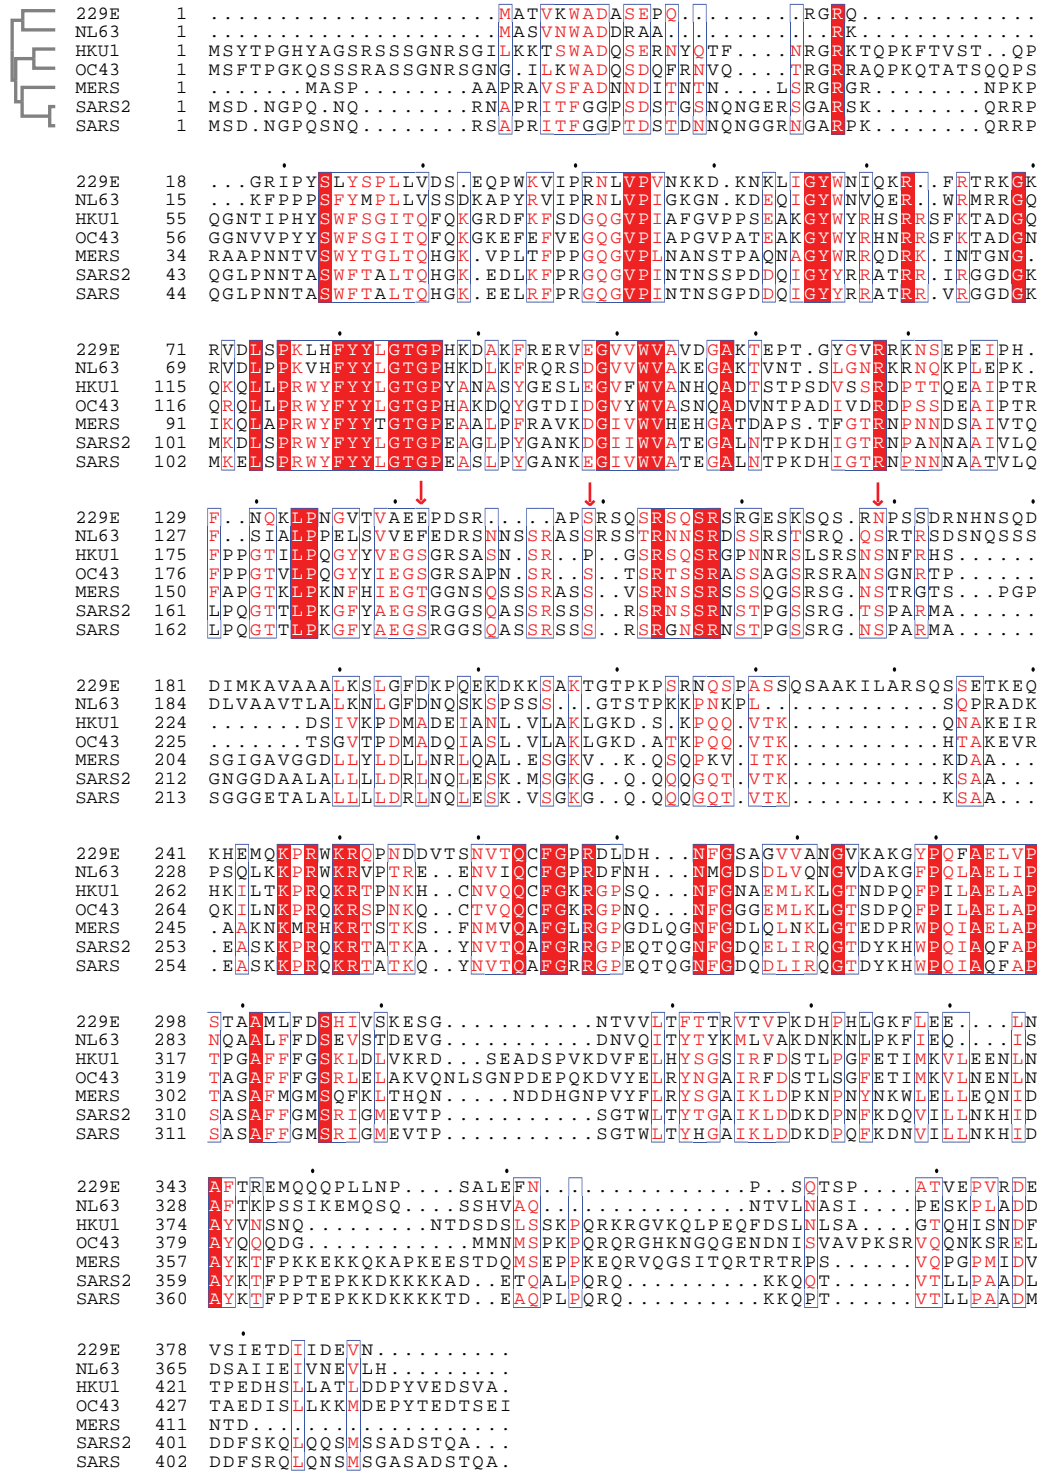 229E 1 .....................MATVKWADASEPQ.......RGRQ.............
NL63 1 .....................MASVNWADDRAA..........RK.............
HKU1 1 MSYTPGHYAGSRSSSGNRSGILKKTSWADQSERNYQTF....NRGRKTQPKFTVST..QP
OC43 1 MSFTPGKQSSSRASSGNRSGNG.ILKWADQSDQFRNVQ....TRGRRAQPKQTATSQQPS
MERS 1 .......MASP.......AAPRAVSFADNNDITNTN....LSRGRGR.......NPKP
SARS2 1 MSD.NGPQ.NQ........RNAPRITFGGPSDSTGSNQNGERSGARSK........QRRP
SARS 1 MSD.NGPQSNQ........RSAPRITFGGPTDSTDNNQNGGRNGARPK........QRRP
229E 18 ...GRIPYSLYSPLLVDS.EQPWKVIPRNLVPVNKKD.KNKLIGYWNIQKR..FRTRKGK
NL63 15 ...KFPPPSFYMPLLVSSDKAPYRVIPRNLVPIGKGN.KDEQIGYWNVQER..WRMRRGQ
HKU1 55 QGNTIPHYSWFSGITQFQKGRDFKFSDGQGVPIAFGVPPSEAKGYWYRHSRRSFKTADGQ
OC43 56 GGNVVPYYSWFSGITQFQKGKEFEFVEGQGVPIAPGVPATEAKGYWYRHNRRSFKTADGN
MERS 34 RAAPNNTVSWYTGLTQHGK.VPLTFPPGQGVPLNANSTPAQNAGYWRRQDRK.INTGNG.
SARS2 43 QGLPNNTASWFTALTQHGK.EDLKFPRGQGVPINTNSSPDDQIGYYRRATRR.IRGGDGK
SARS 44 QGLPNNTASWFTALTQHGK.EELRFPRGQGVPINTNSGPDDQIGYYRRATRR.VRGGDGK
229E 71 RVDLSPKLHFYYLGTGPHKDAKFRERVEGVVWVAVDGAKTEPT.GYGVRRKNSEPEIPH.
NL63 69 RVDLPPKVHFYYLGTGPHKDLKFRQRSDGVVWVAKEGAKTVNT.SLGNRKRNQKPLEPK.
HKU1 115 QKQLLPRWYFYYLGTGPYANASYGESLEGVFWVANHQADTSTPSDVSSRDPTTQEAIPTR
OC43 116 QRQLLPRWYFYYLGTGPHAKDQYGTDIDGVYWVASNQADVNTPADIVDRDPSSDEAIPTR
MERS 91 IKQLAPRWYFYYTGTGPEAALPFRAVKDGIVWVHEHGATDAPS.TFGTRNPNNDSAIVTQ
SARS2 101 MKDLSPRWYFYYLGTGPEAGLPYGANKDGIIWVATEGALNTPKDHIGTRNPANNAAIVLQ
SARS 102 MKELSPRWYFYYLGTGPEASLPYGANKEGIVWVATEGALNTPKDHIGTRNPNNNAATVLQ
229E 129 F..NQKLPNGVTVAEEPDSR.....APSRSQSRSQSRSRGESKSQS.RNPSSDRNHNSQD
NL63 127 F..SIALPPELSVVEFEDRSNNSSRASSRSSTRNNSRDSSRSTSRQ.QSRTRSDSNQSSS
HKU1 175 FPPGTILPQGYYVEGSGRSASN.SR..P..GSRSQSRGPNNRSLSRSNSNFRHS......
OC43 176 FPPGTVLPQGYYIEGSGRSAPN.SR..S..TSRTSSRASSAGSRSRANSGNRTP......
MERS 150 FAPGTKLPKNFHIEGTGGNSQSSSRASS..VSRNSSRSSSQGSRSG.NSTRGTS...PGP
SARS2 161 LPQGTTLPKGFYAEGSRGGSQASSRSSS..RSRNSSRNSTPGSSRG.TSPARMA......
SARS 162 LPQGTTLPKGFYAEGSRGGSQASSRSSS..RSRGNSRNSTPGSSRG.NSPARMA......
229E 181 DIMKAVAAALKSLGFDKPQEKDKKSAKTGTPKPSRNQSPASSQSAAKILARSQSSETKEQ
NL63 184 DLVAAVTLALKNLGFDNQSKSPSSS..GTSTPKKPNKPL...........SQPRADK
HKU1 224 .......DSIVKPDMADEIANL.VLAKLGKD.S.KPQQ.VTK...........QNAKEIR
OC43 225 .......TSGVTPDMADQIASL.VLAKLGKD.ATKPQQ.VTK...........HTAKEVR
MERS 204 SGIGAVGGDLLYLDLLNRLQAL.ESGKV..K.QSQPKV.ITK...........KDAA...
SARS2 212 GNGGDAALALLLLDRLNQLESK.MSGKG..Q.QQQGQT.VTK...........KSAA...
SARS 213 SGGGETALALLLLDRLNQLESK.VSGKG..Q.QQQGQT.VTK...........KSAA...
229E 241 KHEMQKPRWKRQPNDDVTSNVTQCFGPRDLDH...NFGSAGVVANGVKAKGYPQFAELVP
NL63 228 PSQLKKPRWKRVPTRE..ENVIQCFGPRDFNH...NMGDSDLVQNGVDAKGFPQLAELIP
HKU1 262 HKILTKPRQKRTPNKH..CNVQQCFGKRGPSQ...NFGNAEMLKLGTNDPQFPILAELAP
OC43 264 QKILNKPRQKRSPNKQ..CTVQQCFGKRGPNQ...NFGGGEMLKLGTSDPQFPILAELAP
MERS 245 .AAKNKMRHKRTSTKS..FNMVQAFGLRGPGDLQGNFGDLQLNKLGTEDPRWPQIAELAP
SARS2 253 .EASKKPRQKRTATKA..YNVTQAFGRRGPEQTQGNFGDQELIRQGTDYKHWPQIAQFAP
SARS 254 .EASKKPRQKRTATKQ..YNVTQAFGRRGPEQTQGNFGDQDLIRQGTDYKHWPQIAQFAP
229E 298 STAAMLFDSHIVSKESG...........NTVVLTFTTRVTVPKDHPHLGKFLEE....LN
NL63 283 NQAALFFDSEVSTDEVG...........DNVQITYTYKMLVAKDNKNLPKFIEQ....IS
HKU1 317 TPGAFFFGSKLDLVKRD....SEADSPVKDVFELHYSGSIRFDSTLPGFETIMKVLEENLN
OC43 319 TAGAFFFGSRLELAKVQNLSGNPDEPQKDVYELRYNGAIRFDSTLSGFETIMKVLNENLN
MERS 302 TASAFMGMSQFKLTHQN....NDDHGNPVYFLRYSGAIKLDPKNPNYNKWLELLEQNID
SARS2 310 SASAFFGMSRIGMEVTP...........SGTWLTYTGAIKLDDKDPNFKDQVILLNKHID
SARS 311 SASAFFGMSRIGMEVTP...........SGTWLTYHGAIKLDDKDPQFKDNVILLNKHID
229E 343 AFTREMQQQPLLNP....SALEFN...............P..SQTSP....ATVEPVRDE
NL63 328 AFTKPSSIKEMQSQ....SSHVAQ...............NTVLNASI....PESKPLADD
HKU1 374 AYVNSNQ.........NTDSDSLSSKPQRKRGVKQLPEQFDSLNLSA....GTQHISNDF
OC43 379 AYQQQDG............MMNMSPKPQRQRGHKNGQGENDNISVAVPKSRVQQNKSREL
MERS 357 AYKTFPKKEKKQKAPKEESTDQMSEPPKEQRVQGSITQRTRTRPS......VQPGPMIDV
SARS2 359 AYKTFPPTEPKKDKKKKAD..ETQALPQRQ..........KKQQT......VTLLPAADL
SARS 360 AYKTFPPTEPKKDKKKKTD..EAQPLPQRQ..........KKQPT......VTLLPAADM
229E 378 VSIETDIIDEVN..........
NL63 365 DSAIIEIVNEVLH.........
HKU1 421 TPEDHSLLATLDDPYVEDSVA.
OC43 427 TAEDISLLKKMDEPYTEDTSEI
MERS 411 NTD...................
SARS2 401 DDFSKQLQQSMSSADSTQA...
SARS 402 DDFSRQLQNSMSGASADSTQA.